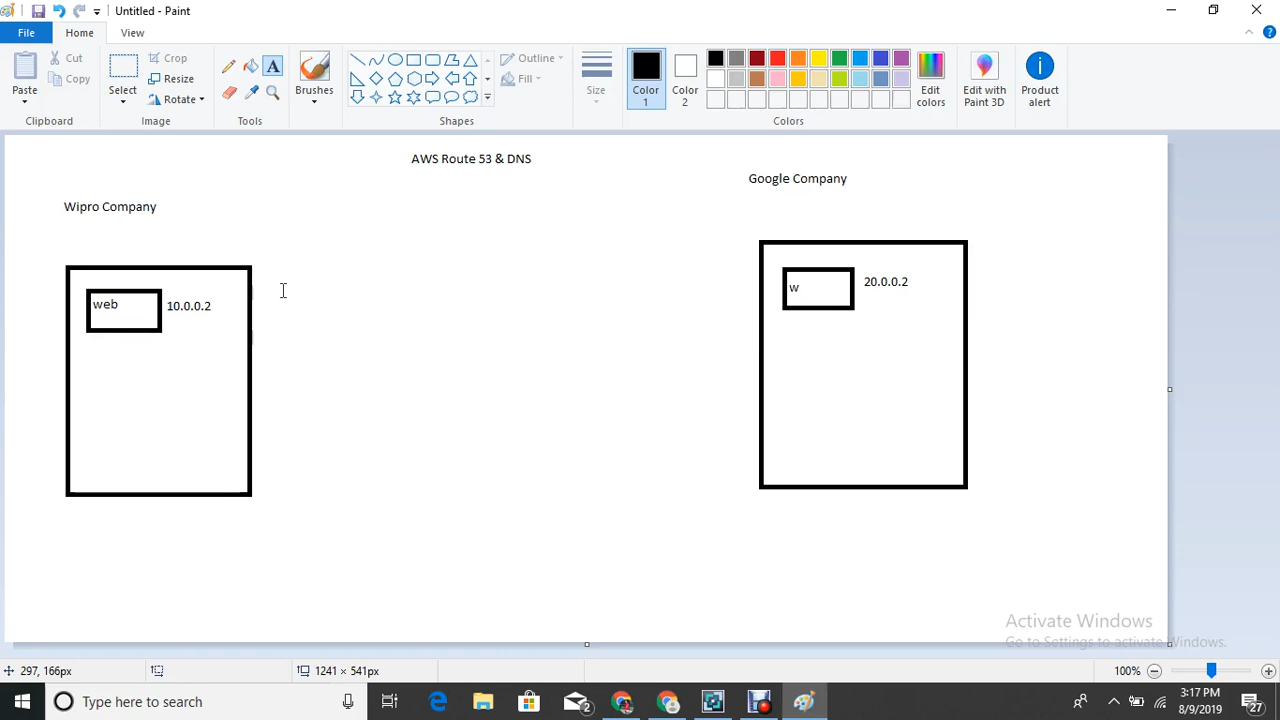 Untitled - Paint
File
Home
View
Paste
Cut
Copy
Clipboard
Select
Crop
Resize
Rotate
Image
A
Tools
Brushes
Shapes
Outline
Fill
Size
Color 1
Color 2
Colors
Edit colors
Edit with Paint 3D
Product alert
AWS Route 53 & DNS
Google Company
Wipro Company
web
10.0.0.2
w
20.0.0.2
Activate Windows
Go to Settings to activate Windows.
297, 166px
1241 × 541px
100%
Type here to search
2
3:17 PM
8/9/2019
27